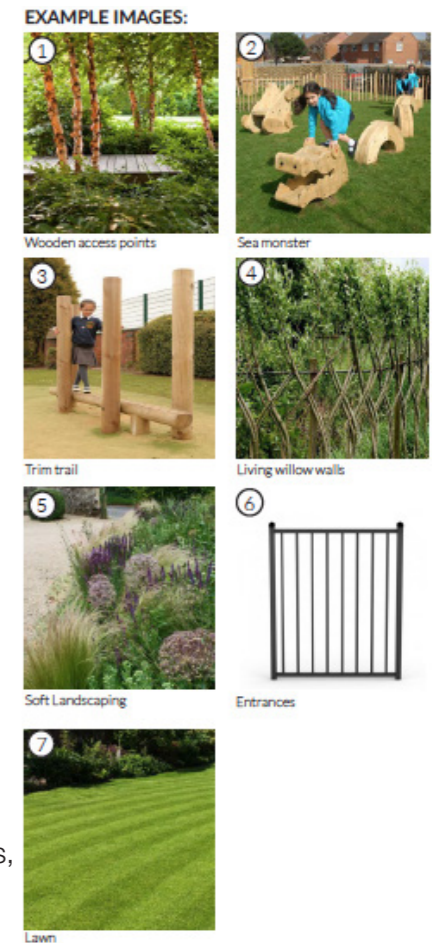 EXAMPLE IMAGES:
1
2
Wooden access points
Sea monster
3
4
Trim trail
Living willow walls
5
6
Soft Landscaping
Entrances
7
s,
Lawn